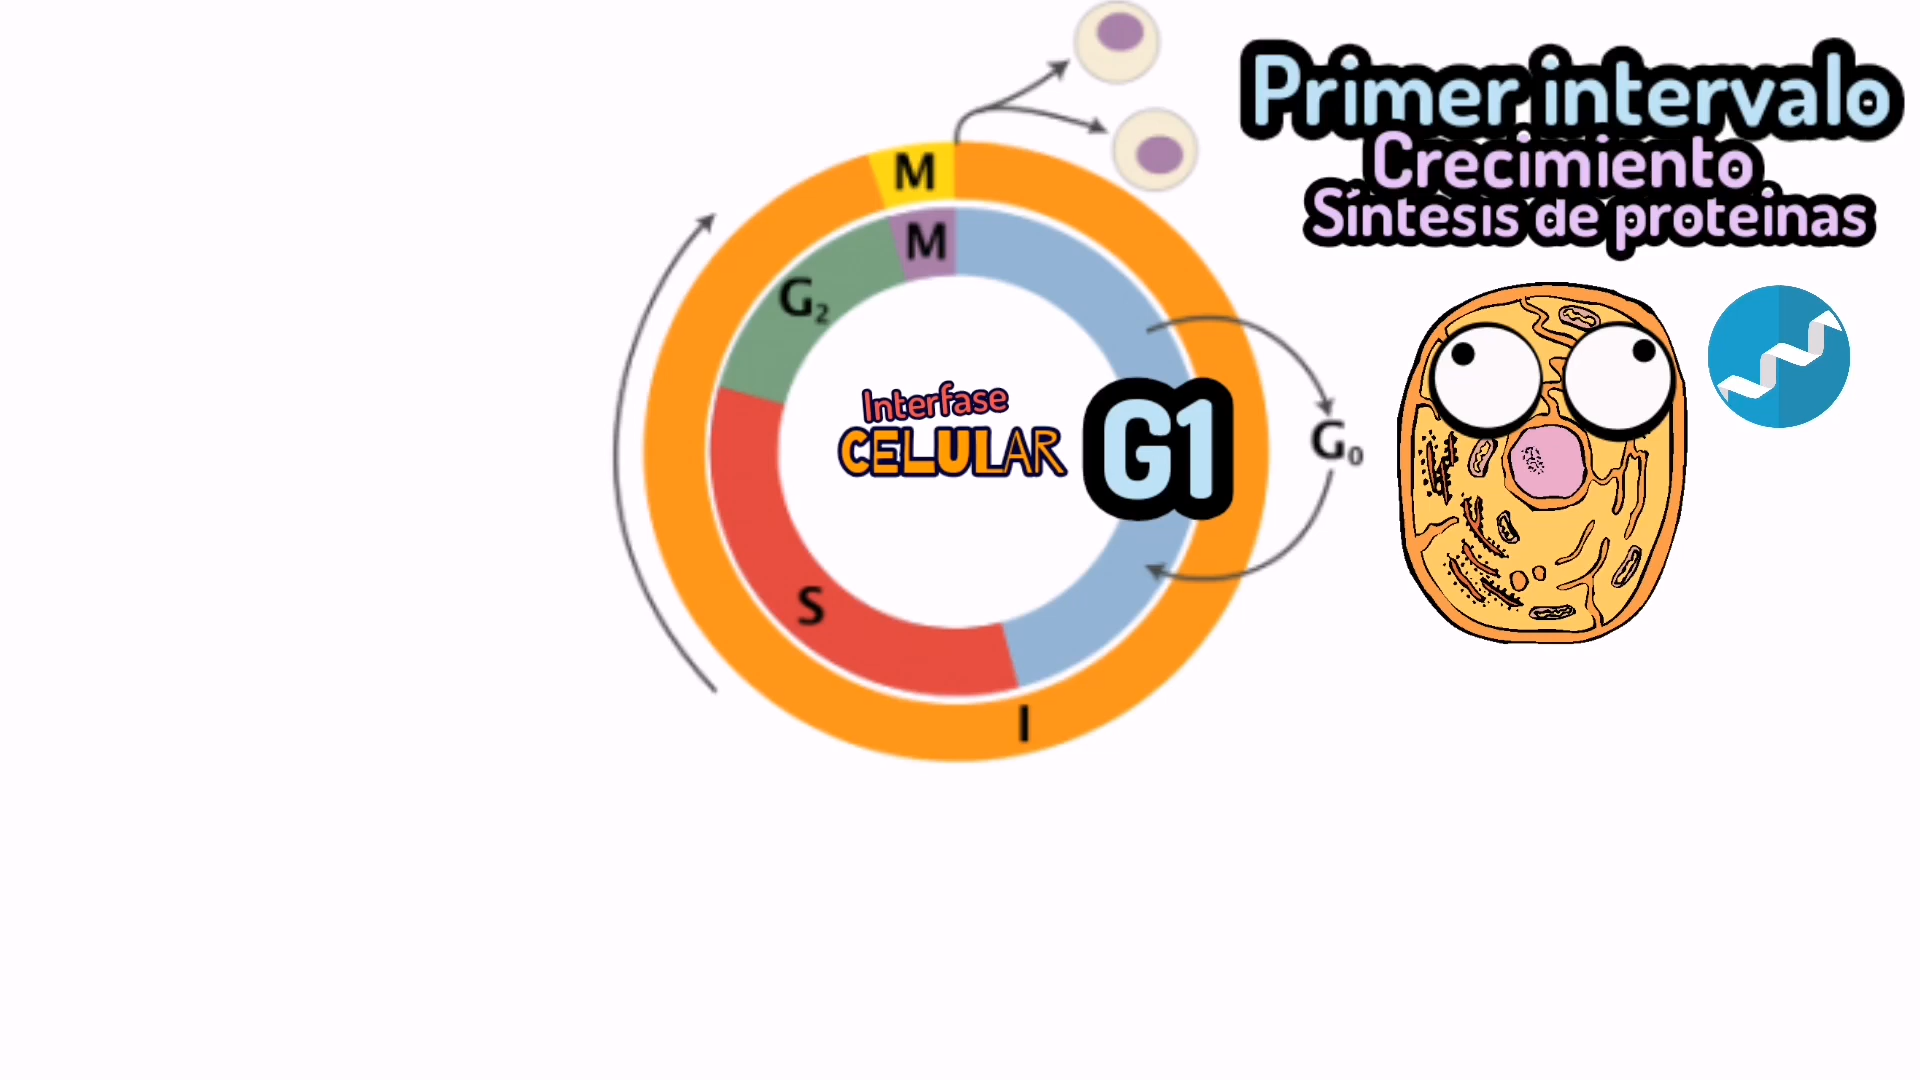 Primer intervalo
Crecimiento
Síntesis de proteinas
M
M
G₂
Interfase
CELULAR
G1
G₀
S
I